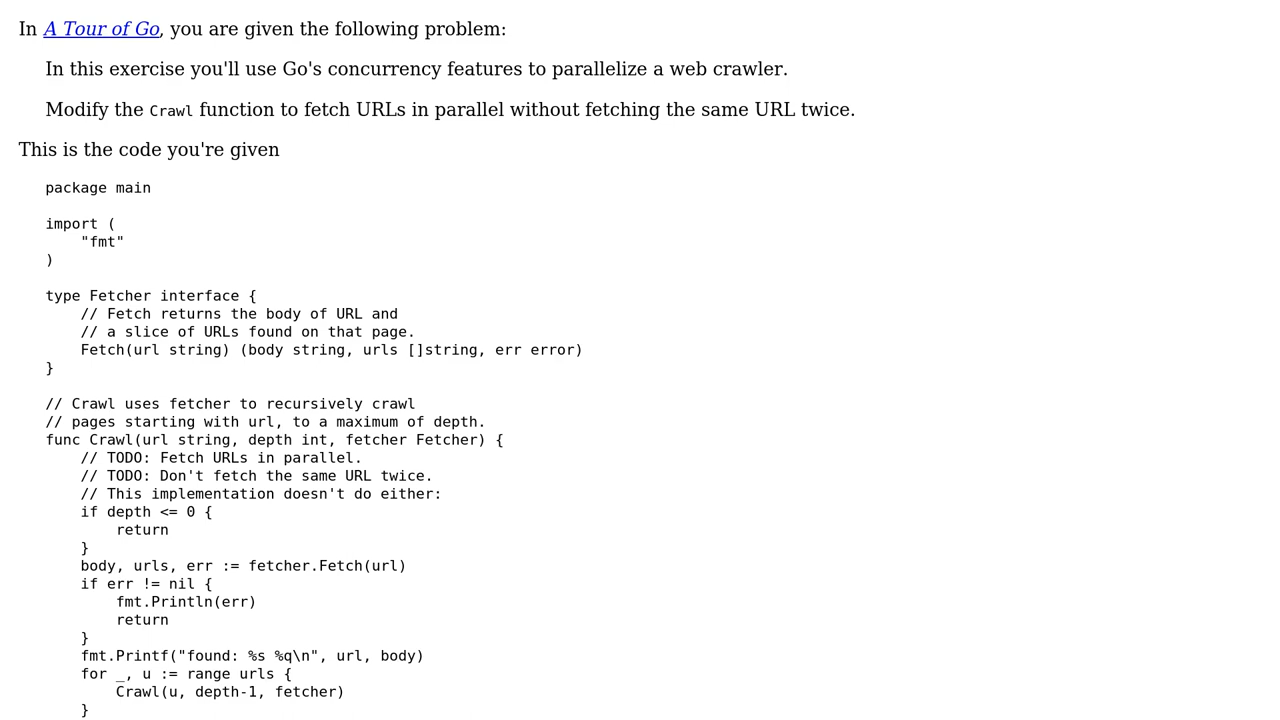 In A Tour of Go, you are given the following problem:
In this exercise you'll use Go's concurrency features to parallelize a web crawler.
Modify the Crawl function to fetch URLs in parallel without fetching the same URL twice.
This is the code you're given
package main
import (
    "fmt"
)
type Fetcher interface {
    // Fetch returns the body of URL and
    // a slice of URLs found on that page.
    Fetch(url string) (body string, urls []string, err error)
}
// Crawl uses fetcher to recursively crawl
// pages starting with url, to a maximum of depth.
func Crawl(url string, depth int, fetcher Fetcher) {
    // TODO: Fetch URLs in parallel.
    // TODO: Don't fetch the same URL twice.
    // This implementation doesn't do either:
    if depth <= 0 {
        return
    }
    body, urls, err := fetcher.Fetch(url)
    if err != nil {
        fmt.Println(err)
        return
    }
    fmt.Printf("found: %s %q\n", url, body)
    for _, u := range urls {
        Crawl(u, depth-1, fetcher)
    }